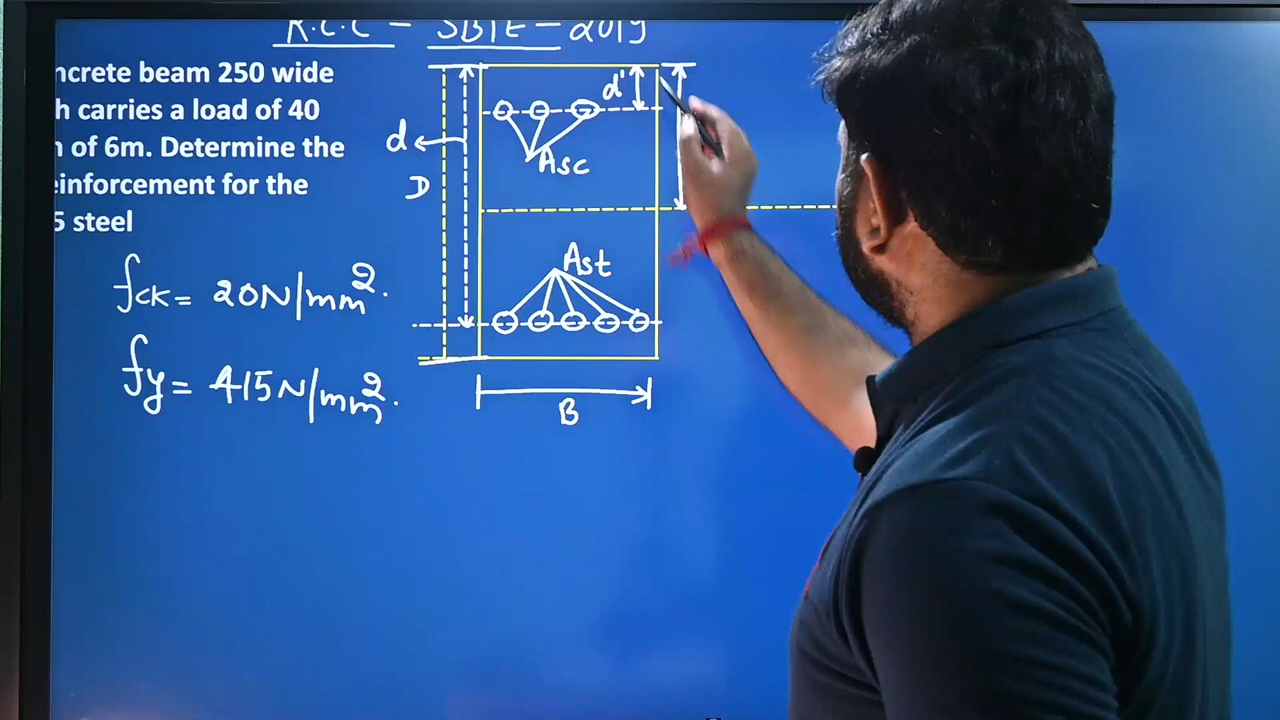 R.C.C - SBTE - 2019
ncrete beam 250 wide
h carries a load of 40
n of 6m. Determine the
einforcement for the
5 steel
fck = 20N/mm².
fy = 415N/mm².
d'
d
Asc
D
Ast
B